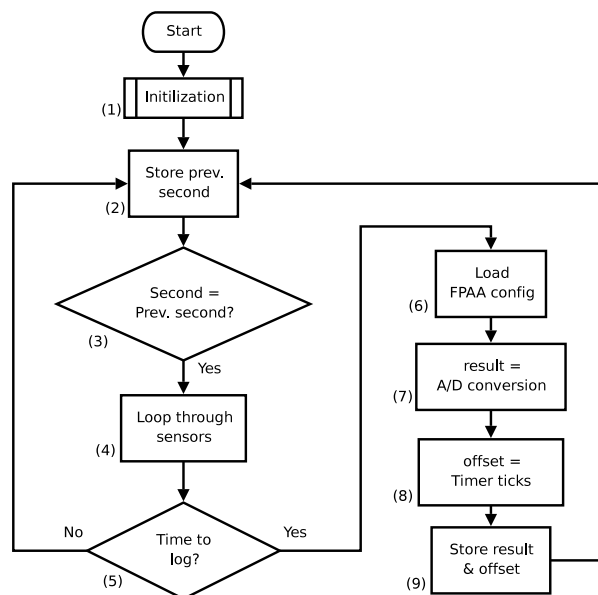 Start
Initilization
(1)
Store prev.
second
(2)
Second =
Prev. second?
(3)
Yes
Loop through
sensors
(4)
No
Time to
log?
Yes
(5)
Load
FPAA config
(6)
result =
A/D conversion
(7)
offset =
Timer ticks
(8)
Store result
& offset
(9)